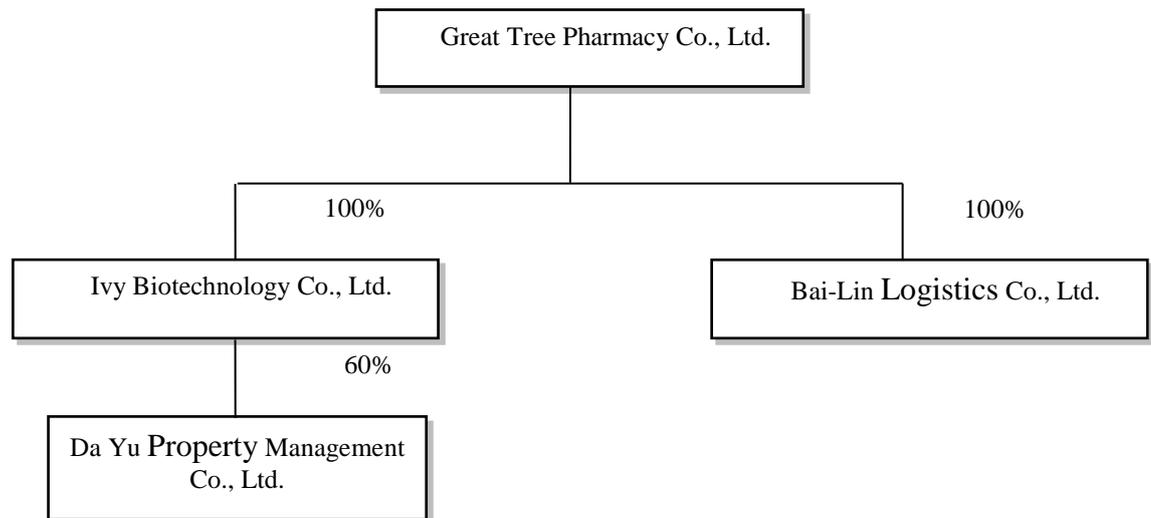 Great Tree Pharmacy Co., Ltd.
100%
100%
Ivy Biotechnology Co., Ltd.
Bai-Lin Logistics Co., Ltd.
60%
Da Yu Property Management
Co., Ltd.